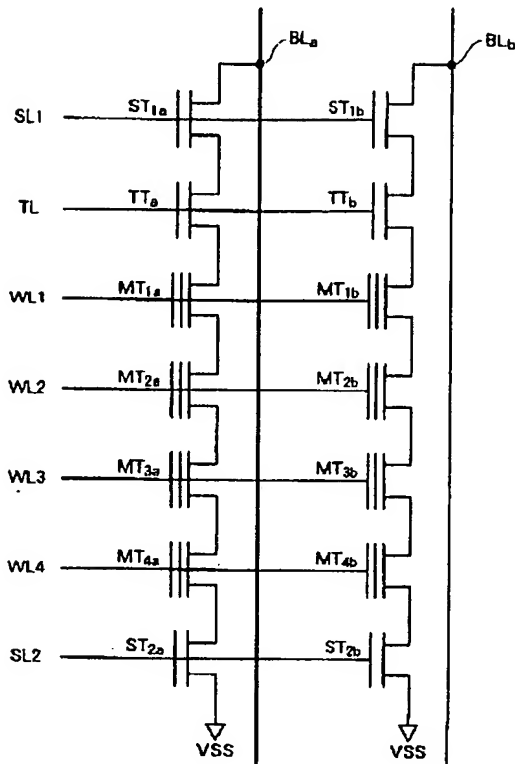 BLa BLb
SL1 ST1a ST1b
TL TTa TTb
WL1 MT1a MT1b
WL2 MT2a MT2b
WL3 MT3a MT3b
WL4 MT4a MT4b
SL2 ST2a ST2b
VSS VSS